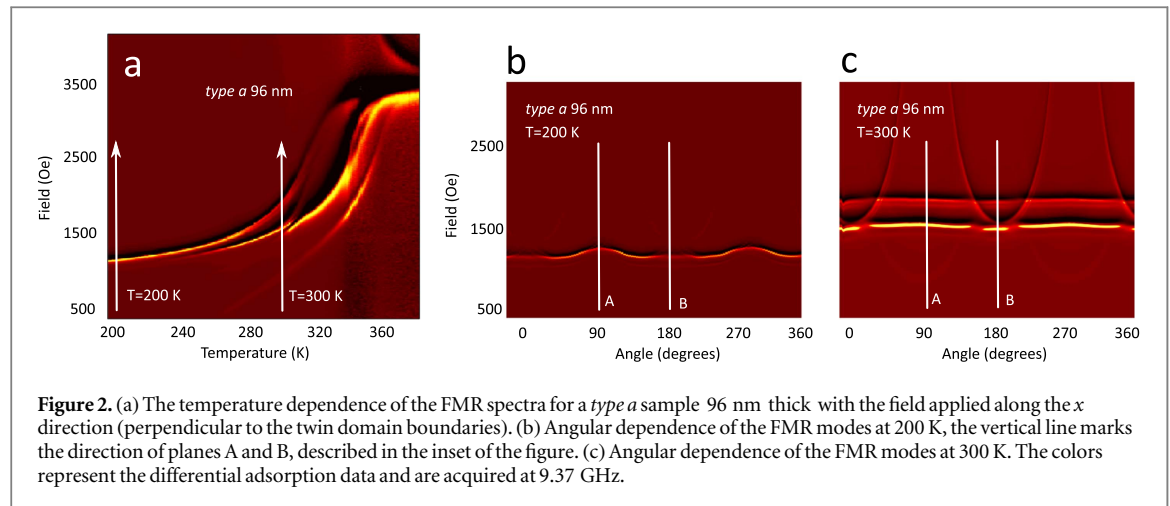 a
type a 96 nm
3500
2500
1500
500
Field (Oe)
T=200 K
T=300 K
200 240 280 320 360
Temperature (K)
b
type a 96 nm
T=200 K
2500
1500
500
Field (Oe)
A
B
0 90 180 270 360
Angle (degrees)
c
type a 96 nm
T=300 K
A
B
0 90 180 270 360
Angle (degrees)
Figure 2. (a) The temperature dependence of the FMR spectra for a type a sample 96 nm thick with the field applied along the x
direction (perpendicular to the twin domain boundaries). (b) Angular dependence of the FMR modes at 200 K, the vertical line marks
the direction of planes A and B, described in the inset of the figure. (c) Angular dependence of the FMR modes at 300 K. The colors
represent the differential adsorption data and are acquired at 9.37 GHz.